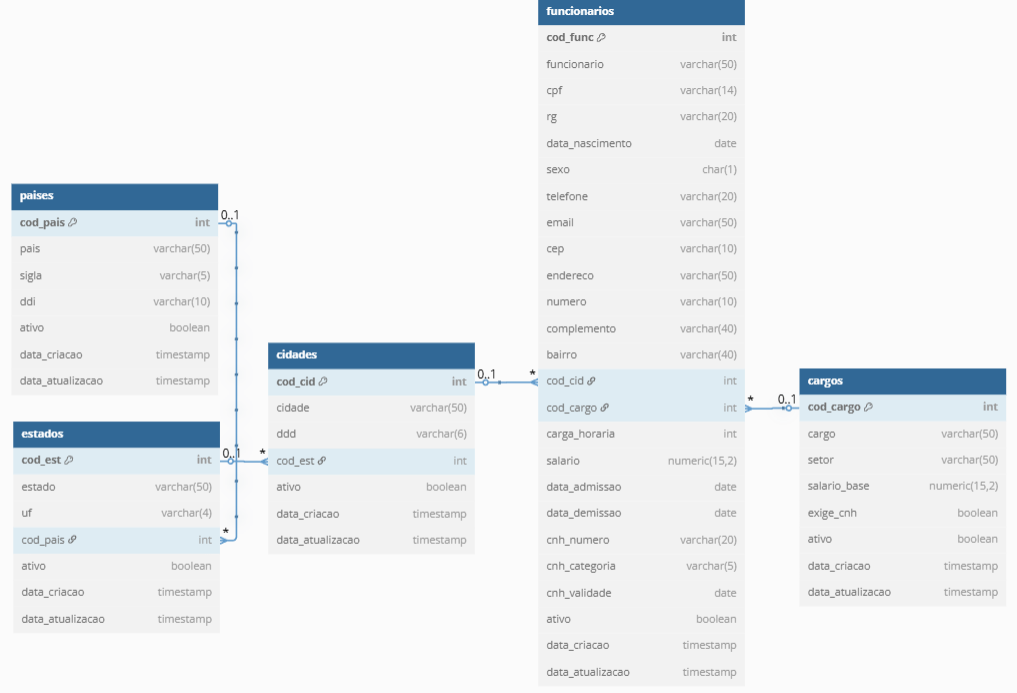 paises
cod_pais int
0..1
pais varchar(50)
sigla varchar(5)
ddi varchar(10)
ativo boolean
data_criacao timestamp
data_atualizacao timestamp
estados
cod_est int
0..1
*
estado varchar(50)
uf varchar(4)
cod_pais int
*
ativo boolean
data_criacao timestamp
data_atualizacao timestamp
cidades
cod_cid int
0..1
*
cidade varchar(50)
ddd varchar(6)
cod_est int
ativo boolean
data_criacao timestamp
data_atualizacao timestamp
funcionarios
cod_func int
funcionario varchar(50)
cpf varchar(14)
rg varchar(20)
data_nascimento date
sexo char(1)
telefone varchar(20)
email varchar(50)
cep varchar(10)
endereco varchar(50)
numero varchar(10)
complemento varchar(40)
bairro varchar(40)
cod_cid int
cod_cargo int
*
0..1
carga_horaria int
salario numeric(15,2)
data_admissao date
data_demissao date
cnh_numero varchar(20)
cnh_categoria varchar(5)
cnh_validade date
ativo boolean
data_criacao timestamp
data_atualizacao timestamp
cargos
cod_cargo int
cargo varchar(50)
setor varchar(50)
salario_base numeric(15,2)
exige_cnh boolean
ativo boolean
data_criacao timestamp
data_atualizacao timestamp